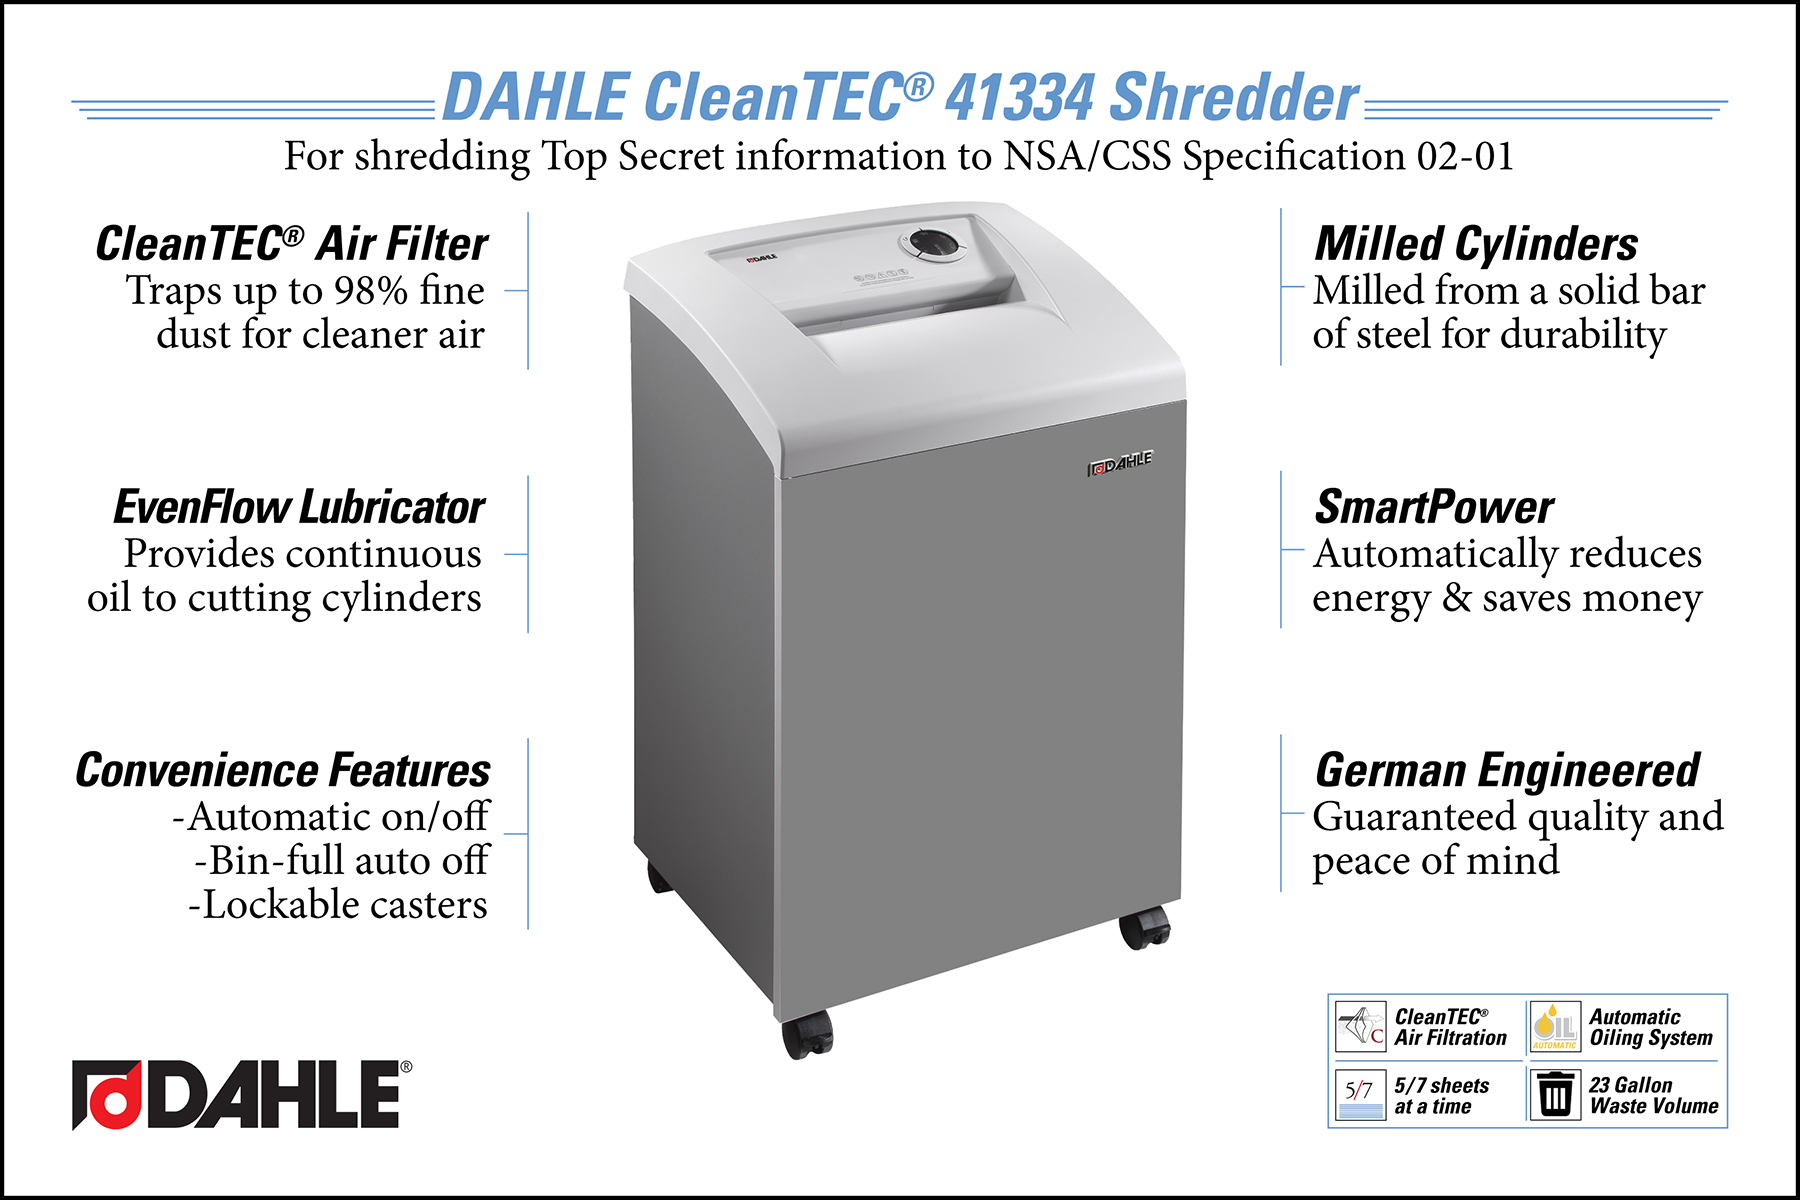 DAHLE CleanTEC® 41334 Shredder
For shredding Top Secret information to NSA/CSS Specification 02-01
CleanTEC® Air Filter
Traps up to 98% fine
dust for cleaner air
EvenFlow Lubricator
Provides continuous
oil to cutting cylinders
Convenience Features
-Automatic on/off
-Bin-full auto off
-Lockable casters
DAHLE
DAHLE
Milled Cylinders
Milled from a solid bar
of steel for durability
SmartPower
Automatically reduces
energy & saves money
German Engineered
Guaranteed quality and
peace of mind
DAHLE®
C
CleanTEC®
Air Filtration
OIL
AUTOMATIC
Automatic
Oiling System
5/7
5/7 sheets
at a time
23 Gallon
Waste Volume